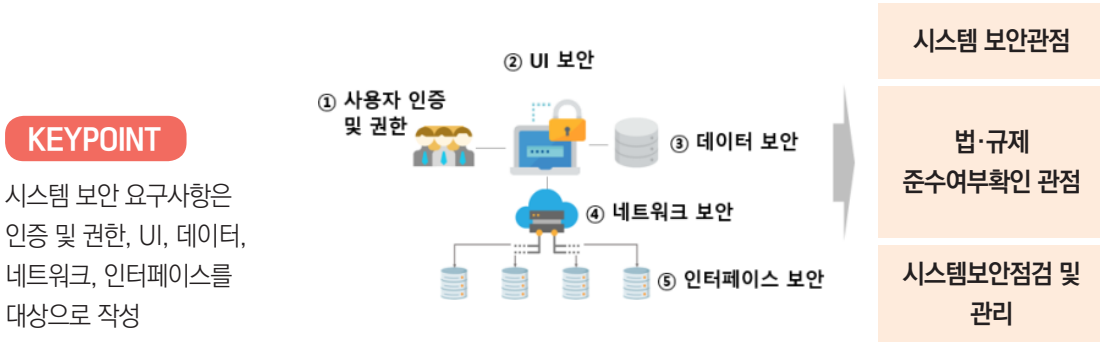 KEYPOINT
시스템 보안 요구사항은
인증 및 권한, UI, 데이터,
네트워크, 인터페이스를
대상으로 작성
① 사용자 인증
및 권한
② UI 보안
③ 데이터 보안
④ 네트워크 보안
⑤ 인터페이스 보안
시스템 보안관점
법·규제
준수여부확인 관점
시스템보안점검 및
관리